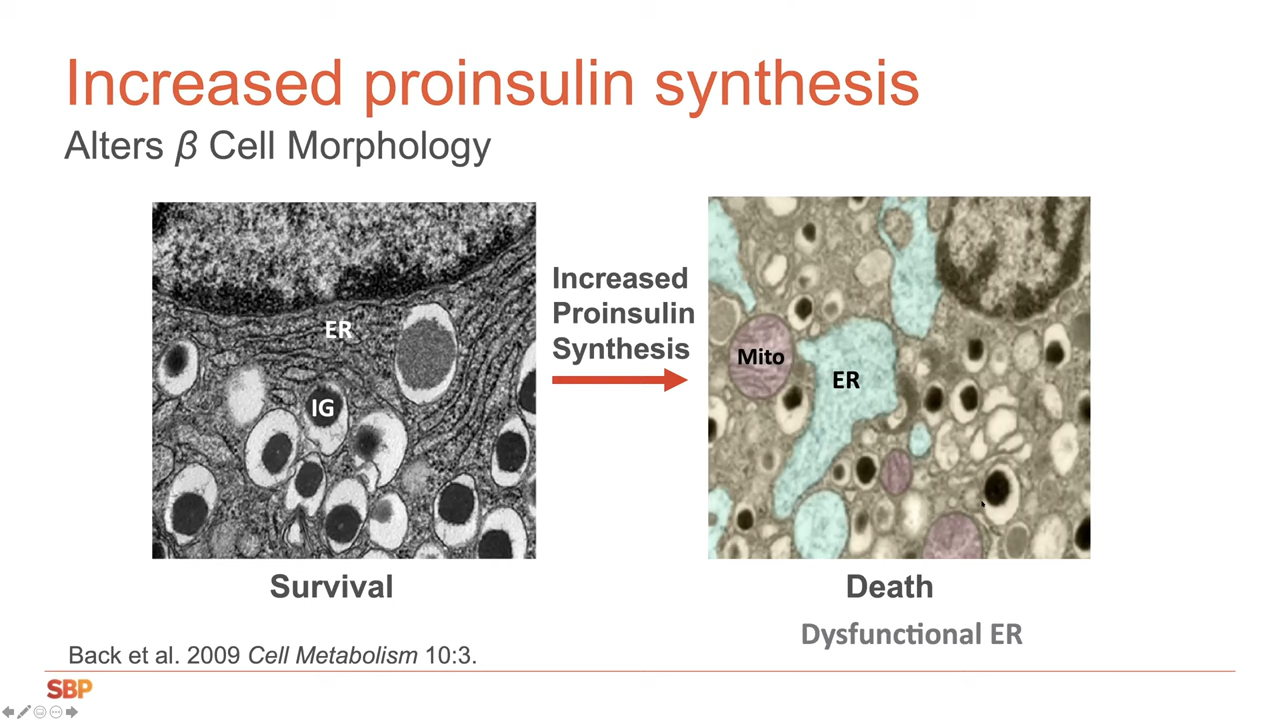 Increased proinsulin synthesis
Alters β Cell Morphology
ER
IG
Increased
Proinsulin
Synthesis
Mito
ER
Survival
Death
Dysfunctional ER
Back et al. 2009 Cell Metabolism 10:3.
SBP